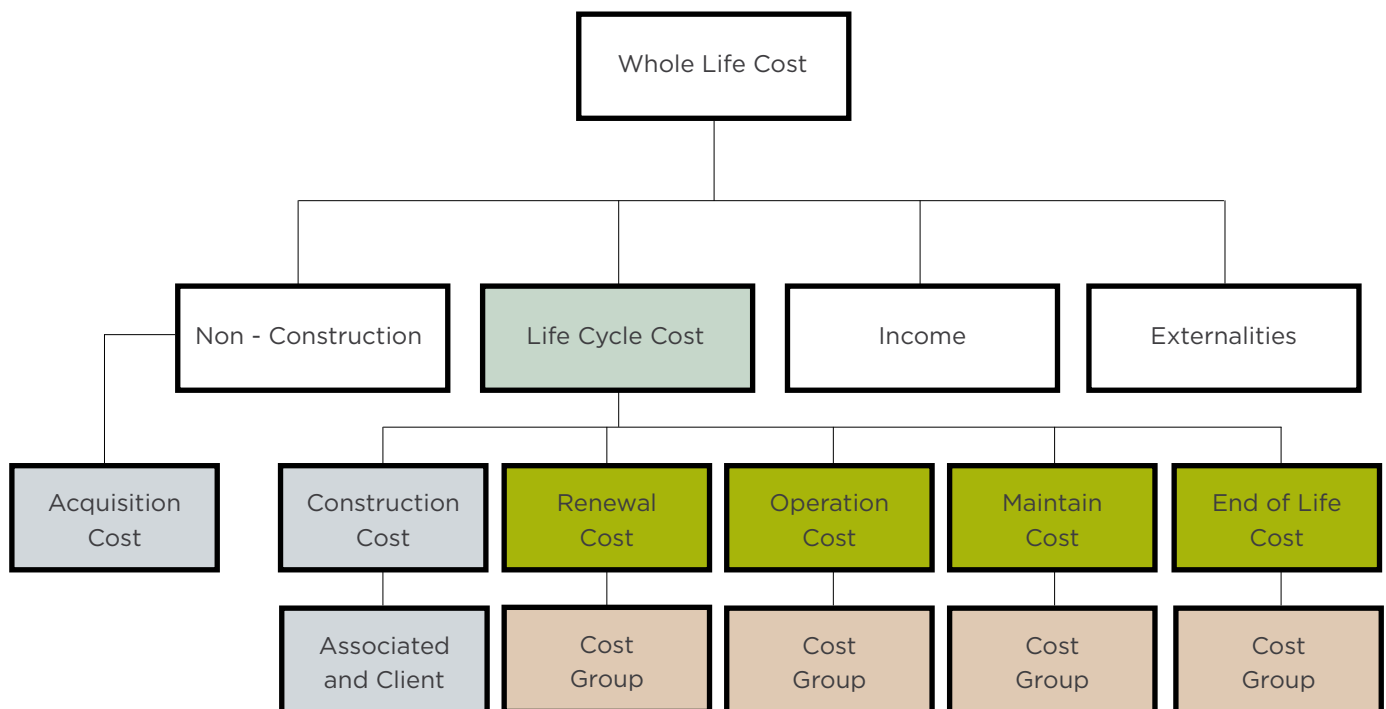 Whole Life Cost
Non - Construction
Life Cycle Cost
Income
Externalities
Acquisition
Cost
Construction
Cost
Renewal
Cost
Operation
Cost
Maintain
Cost
End of Life
Cost
Associated
and Client
Cost
Group
Cost
Group
Cost
Group
Cost
Group